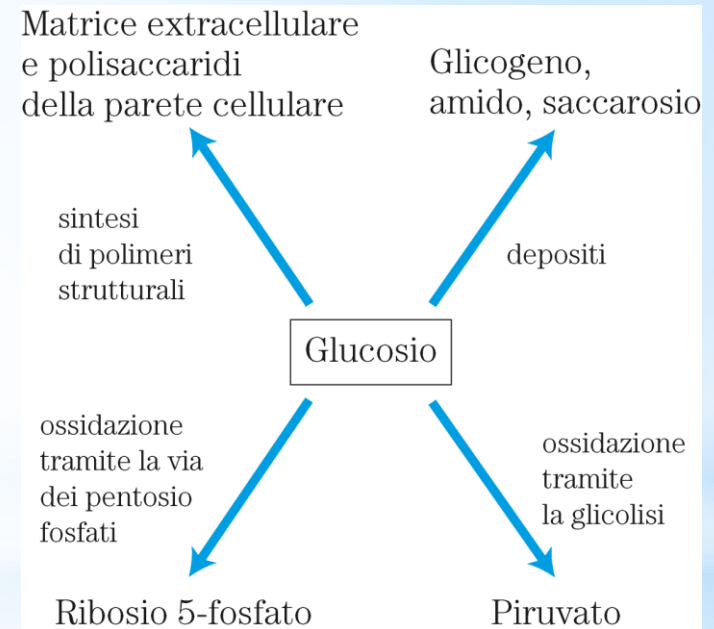 Matrice extracellulare
e polisaccaridi
della parete cellulare
Glicogeno,
amido, saccarosio
sintesi
di polimeri
strutturali
depositi
Glucosio
ossidazione
tramite la via
dei pentosio
fosfati
ossidazione
tramite
la glicolisi
Ribosio 5-fosfato
Piruvato